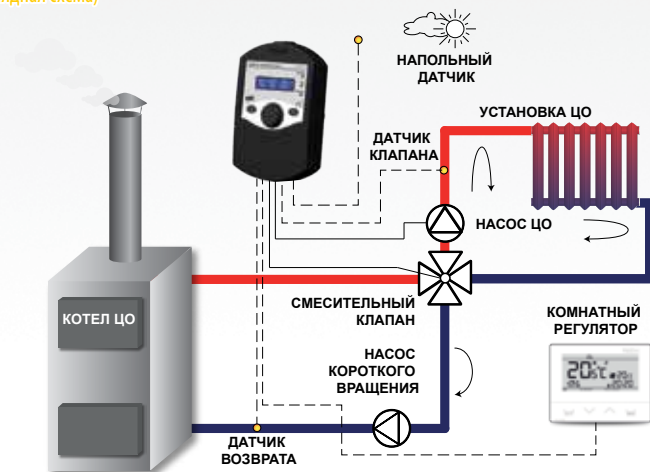 НАПОЛЬНЫЙ
ДАТЧИК
УСТАНОВКА ЦО
ДАТЧИК
КЛАПАНА
НАСОС ЦО
СМЕСИТЕЛЬНЫЙ
КЛАПАН
КОТЕЛ ЦО
КОМНАТНЫЙ
РЕГУЛЯТОР
НАСОС
КОРОТКОГО
ВРАЩЕНИЯ
ДАТЧИК
ВОЗВРАТА